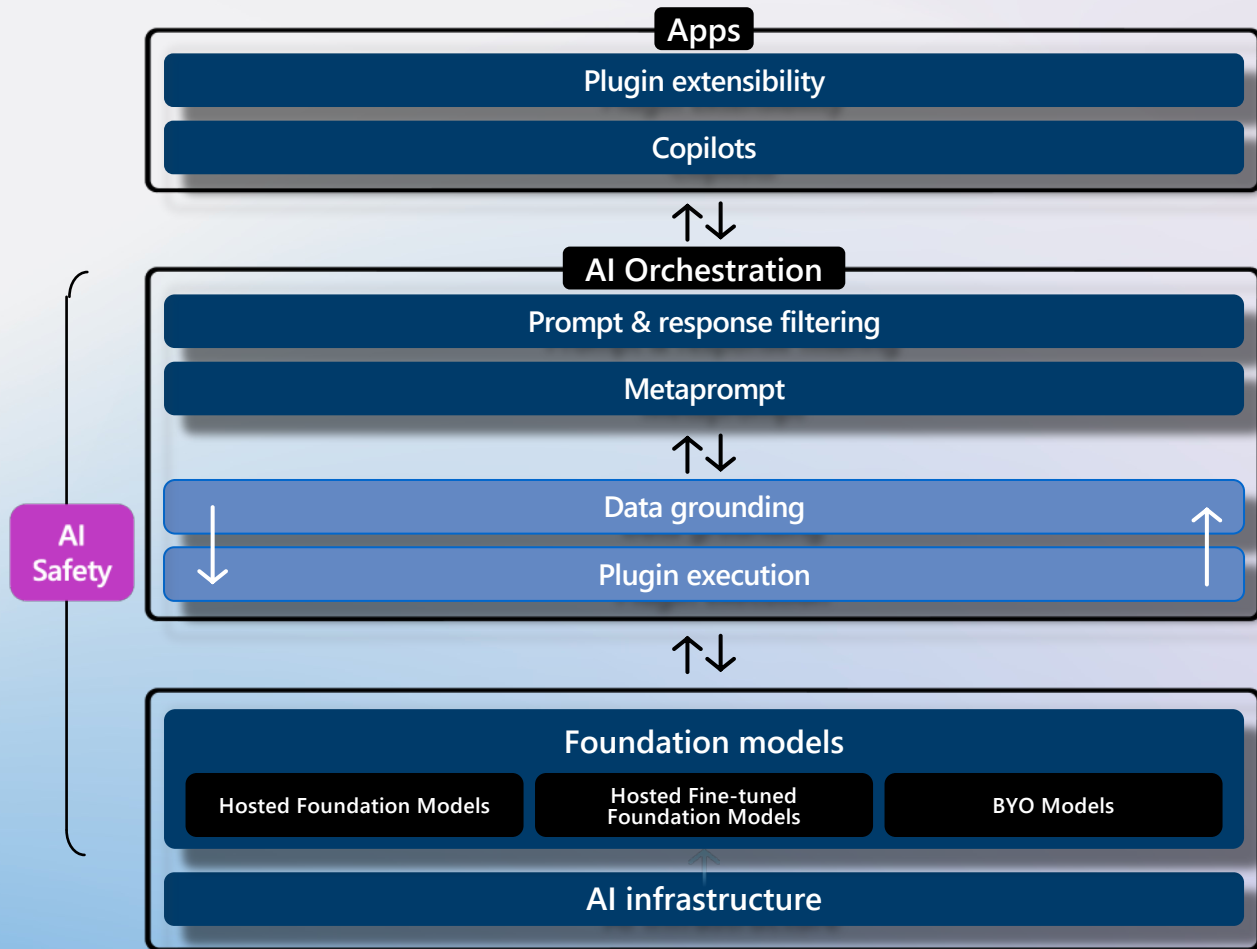 Apps
Plugin extensibility
Copilots
AI Orchestration
Prompt & response filtering
Metaprompt
Data grounding
Plugin execution
AI
Safety
Foundation models
Hosted Foundation Models
Hosted Fine-tuned
Foundation Models
BYO Models
AI infrastructure